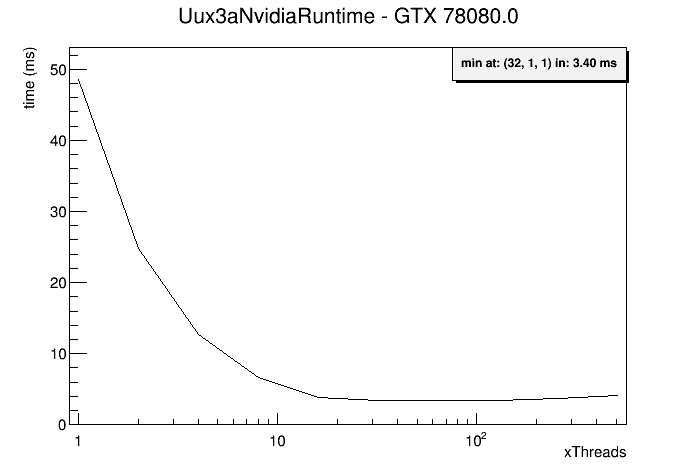 Uux3aNvidiaRuntime - GTX 78080.0
time (ms)
min at: (32, 1, 1) in: 3.40 ms
50
40
30
20
10
0
1
10
10²
xThreads